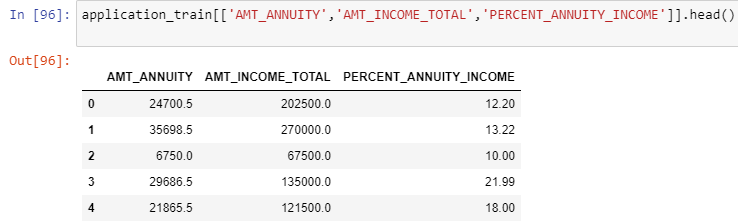 In [96]: application_train[['AMT_ANNUITY','AMT_INCOME_TOTAL','PERCENT_ANNUITY_INCOME']].head()
Out[96]:
AMT_ANNUITY AMT_INCOME_TOTAL PERCENT_ANNUITY_INCOME
0 24700.5 202500.0 12.20
1 35698.5 270000.0 13.22
2 6750.0 67500.0 10.00
3 29686.5 135000.0 21.99
4 21865.5 121500.0 18.00